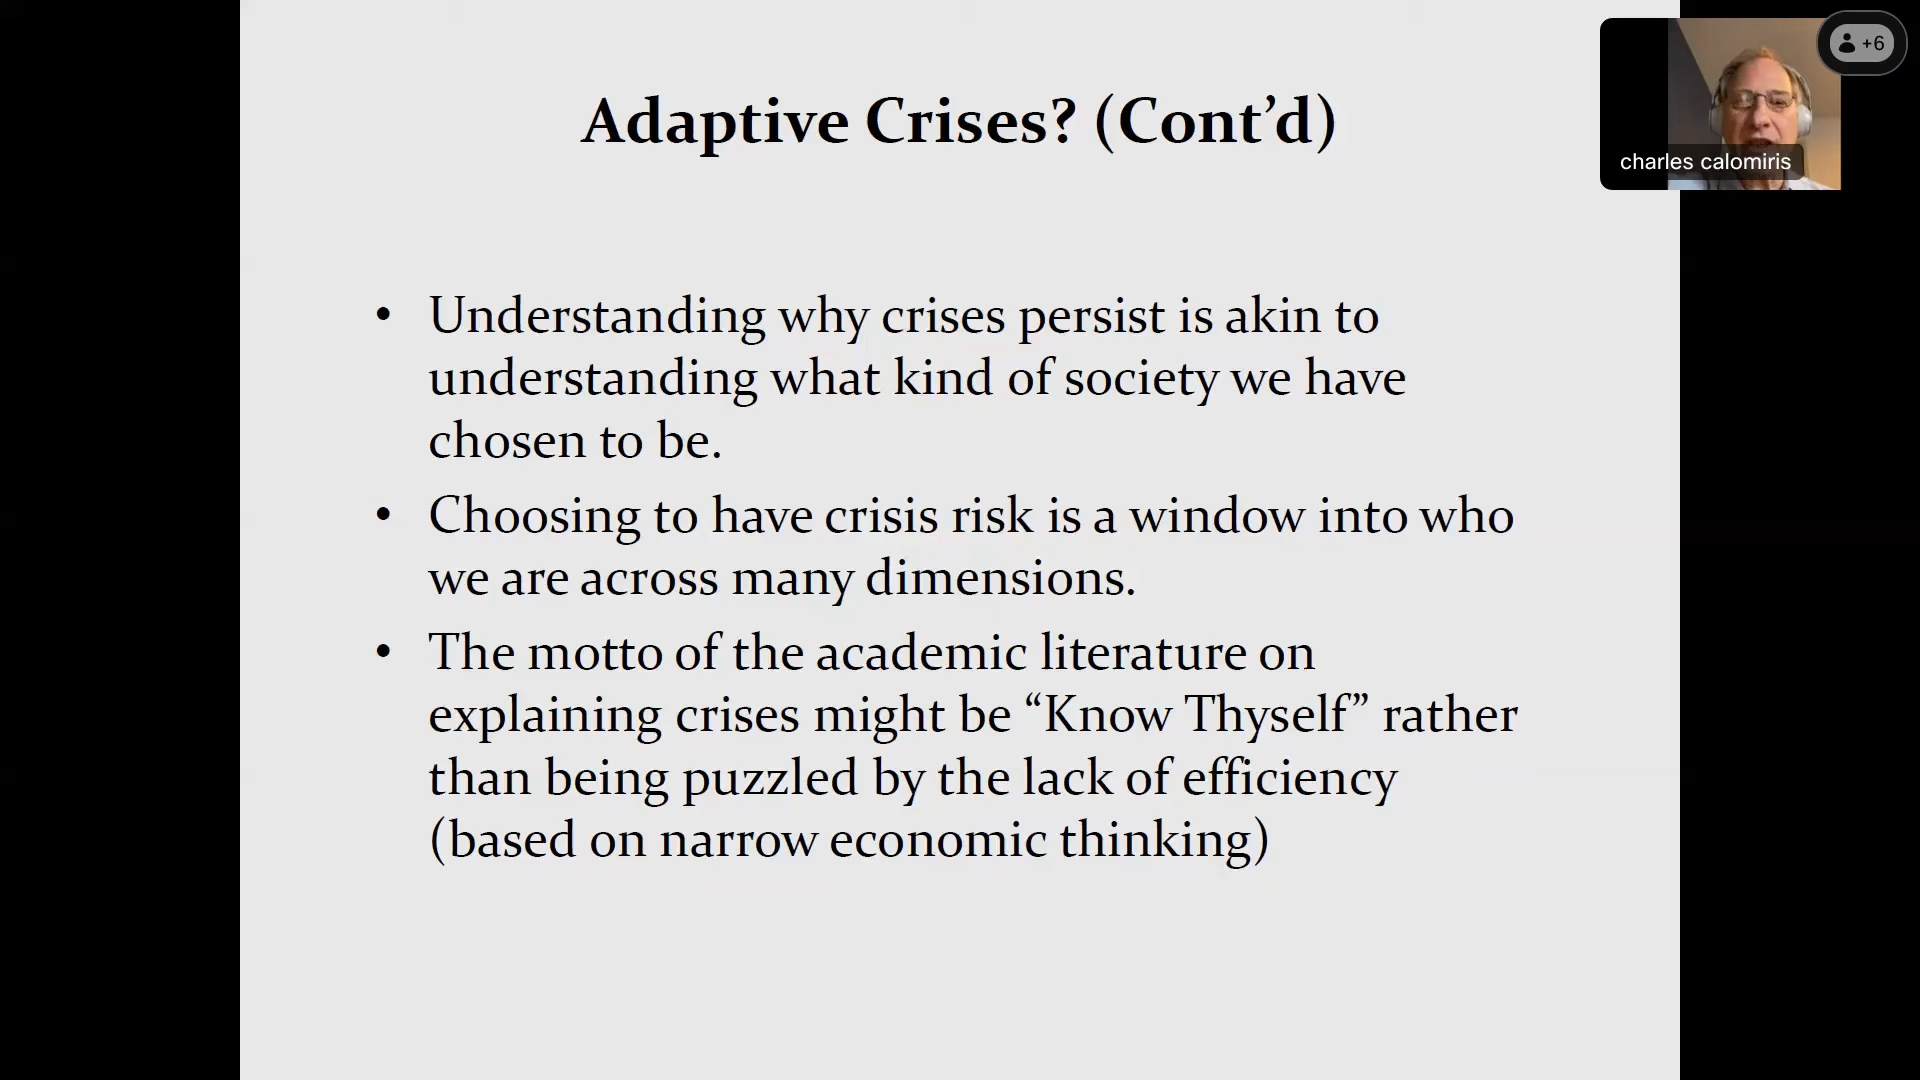 Adaptive Crises? (Cont’d)
+6
charles calomiris
• Understanding why crises persist is akin to
understanding what kind of society we have
chosen to be.
• Choosing to have crisis risk is a window into who
we are across many dimensions.
• The motto of the academic literature on
explaining crises might be “Know Thyself” rather
than being puzzled by the lack of efficiency
(based on narrow economic thinking)